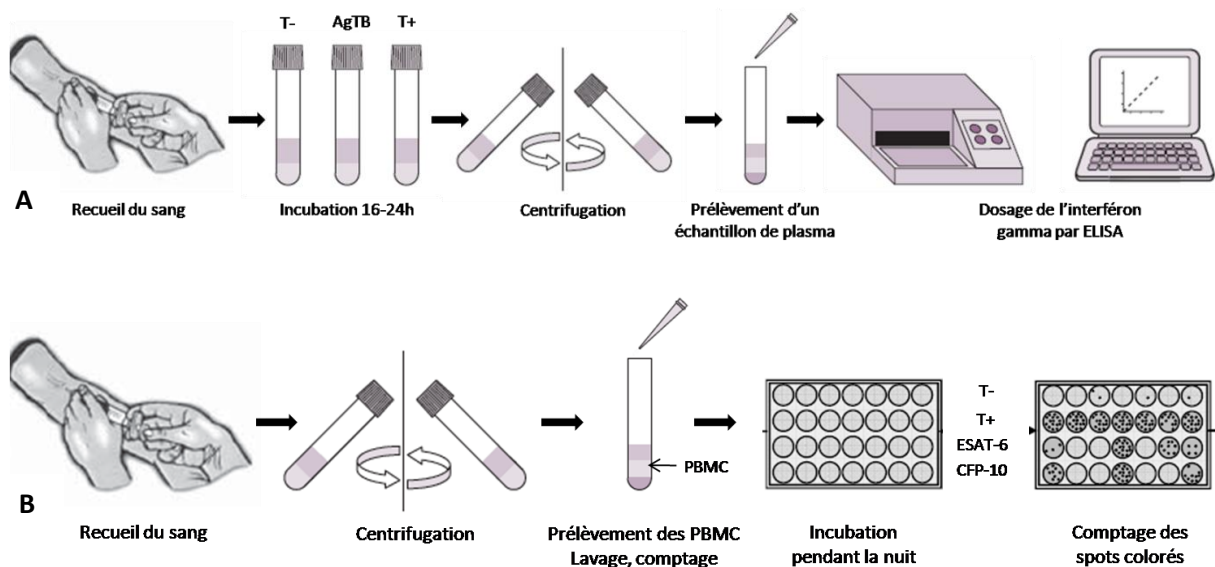 T-
AgTB
T+
A
Recueil du sang
Incubation 16-24h
Centrifugation
Prélèvement d'un
échantillon de plasma
Dosage de l'interféron
gamma par ELISA
T-
T+
ESAT-6
CFP-10
PBMC
B
Recueil du sang
Centrifugation
Prélèvement des PBMC
Lavage, comptage
Incubation
pendant la nuit
Comptage des
spots colorés